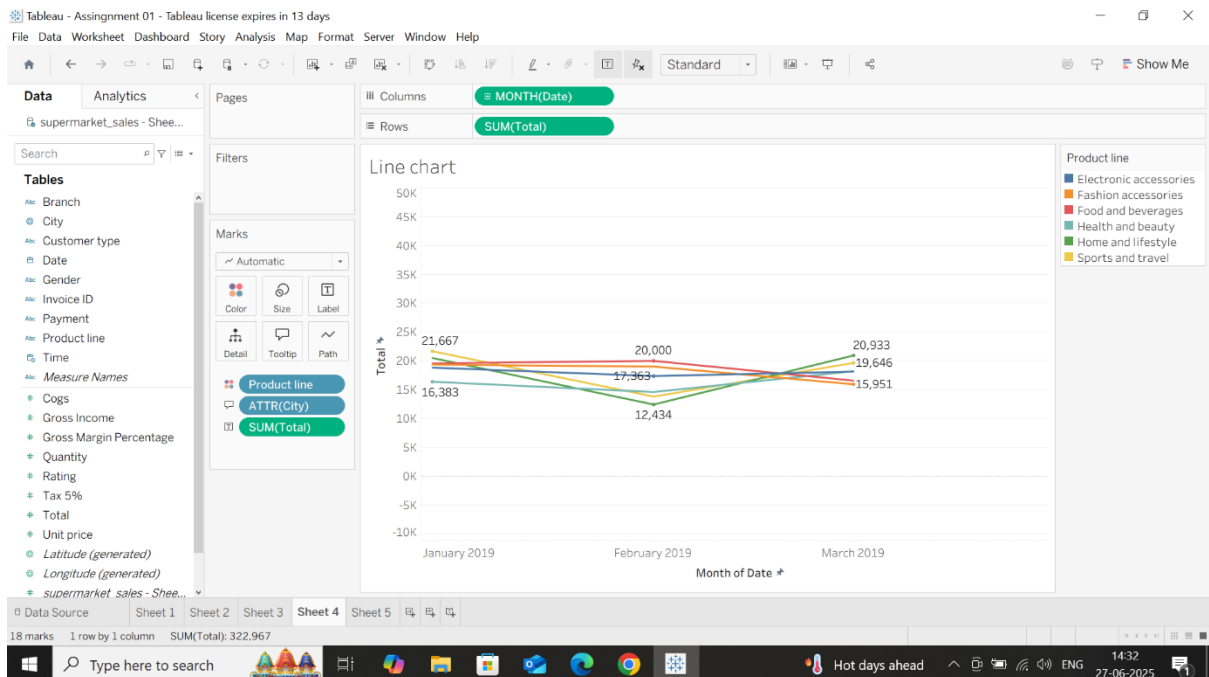 Tableau - Assingnment 01 - Tableau license expires in 13 days
File Data Worksheet Dashboard Story Analysis Map Format Server Window Help
Standard
Show Me
Data Analytics
supermarket_sales - Shee...
Search
Tables
Branch
City
Customer type
Date
Gender
Invoice ID
Payment
Product line
Time
Measure Names
Cogs
Gross Income
Gross Margin Percentage
Quantity
Rating
Tax 5%
Total
Unit price
Latitude (generated)
Longitude (generated)
supermarket_sales - Shee...
Pages
Filters
Marks
Automatic
Color Size Label
Detail Tooltip Path
Product line
ATTR(City)
SUM(Total)
Columns MONTH(Date)
Rows SUM(Total)
Line chart
50K
45K
40K
35K
30K
25K
20K
15K
10K
5K
0K
-5K
-10K
Total
21,667
16,383
20,000
17,363
12,434
20,933
19,646
15,951
January 2019 February 2019 March 2019
Month of Date
Product line
Electronic accessories
Fashion accessories
Food and beverages
Health and beauty
Home and lifestyle
Sports and travel
Data Source Sheet 1 Sheet 2 Sheet 3 Sheet 4 Sheet 5
18 marks 1 row by 1 column SUM(Total): 322,967
Type here to search
Hot days ahead
ENG
14:32
27-06-2025